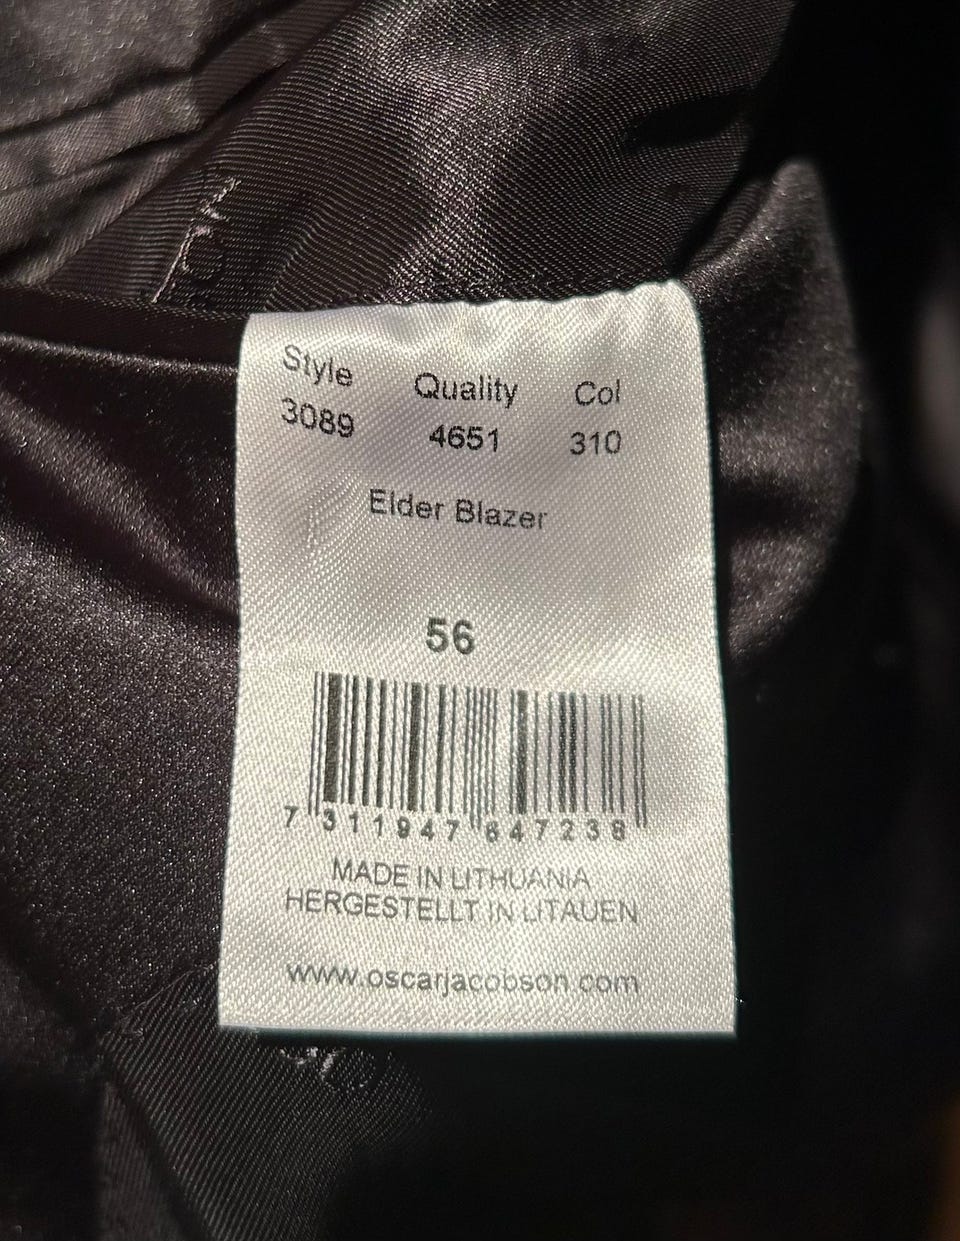 Style Quality Col
3089 4651 310
Elder Blazer
56
7 311947 647238
MADE IN LITHUANIA
HERGESTELLT IN LITAUEN
www.oscarjacobson.com